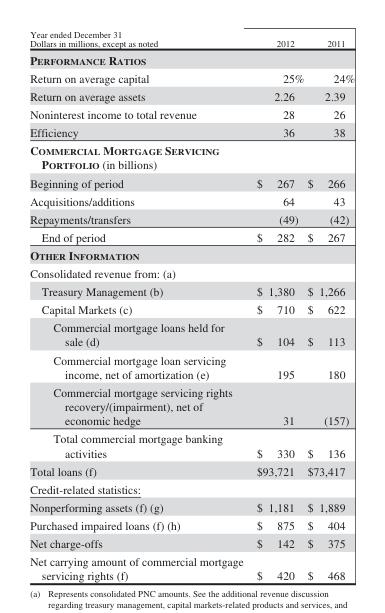 Year ended December 31
Dollars in millions, except as noted 2012 2011
PERFORMANCE RATIOS
Return on average capital 25% 24%
Return on average assets 2.26 2.39
Noninterest income to total revenue 28 26
Efficiency 36 38
COMMERCIAL MORTGAGE SERVICING
PORTFOLIO (in billions)
Beginning of period $ 267 $ 266
Acquisitions/additions 64 43
Repayments/transfers (49) (42)
End of period $ 282 $ 267
OTHER INFORMATION
Consolidated revenue from: (a)
Treasury Management (b) $ 1,380 $ 1,266
Capital Markets (c) $ 710 $ 622
Commercial mortgage loans held for
sale (d) $ 104 $ 113
Commercial mortgage loan servicing
income, net of amortization (e) 195 180
Commercial mortgage servicing rights
recovery/(impairment), net of
economic hedge 31 (157)
Total commercial mortgage banking
activities $ 330 $ 136
Total loans (f) $93,721 $73,417
Credit-related statistics:
Nonperforming assets (f) (g) $ 1,181 $ 1,889
Purchased impaired loans (f) (h) $ 875 $ 404
Net charge-offs $ 142 $ 375
Net carrying amount of commercial mortgage
servicing rights (f) $ 420 $ 468
(a) Represents consolidated PNC amounts. See the additional revenue discussion
regarding treasury management, capital markets-related products and services, and